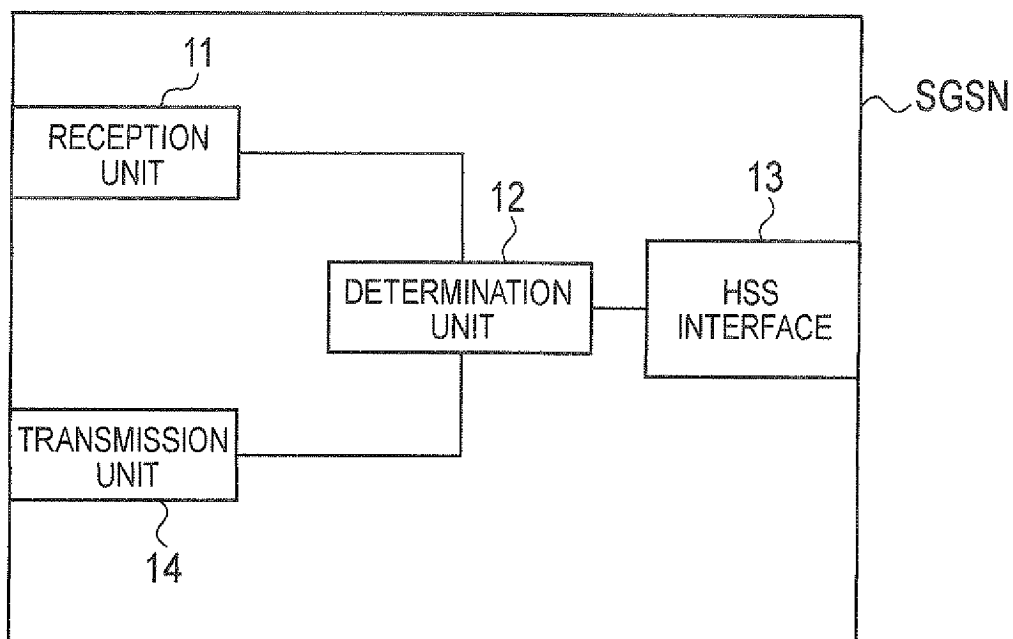 11
RECEPTION
UNIT
SGSN
12
DETERMINATION
UNIT
13
HSS
INTERFACE
TRANSMISSION
UNIT
14